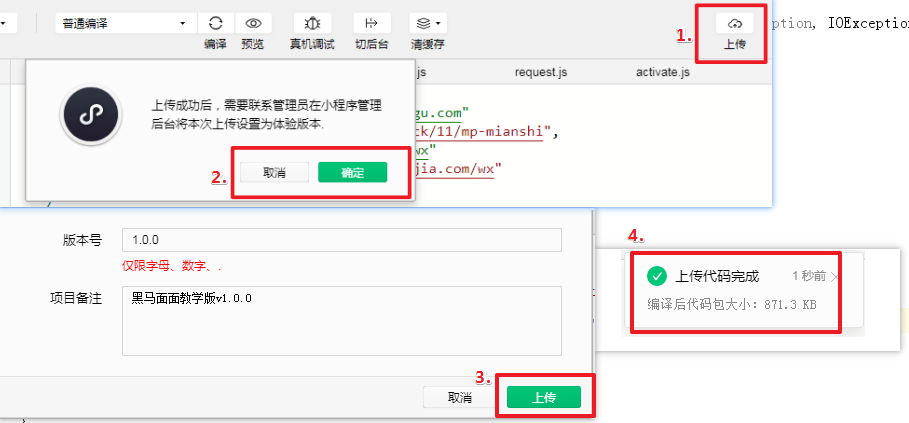 普通编译
编译
预览
真机调试
切后台
清缓存
1.
上传
ption, IOException
.js
request.js
activate.js
上传成功后，需要联系管理员在小程序管理
后台将本次上传设置为体验版本.
gu.com"
ck/11/mp-mianshi",
wx"
jia.com/wx"
2.
取消
确定
版本号
1.0.0
仅限字母、数字、.
项目备注
黑马面面教学版v1.0.0
3.
取消
上传
4.
上传代码完成
1 秒前
编译后代码包大小：871.3 KB